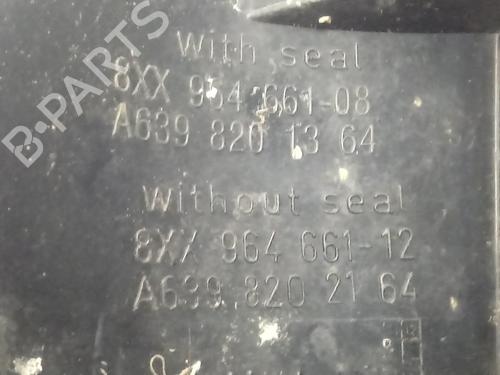 With seal
8XX 964 661-08
A639 820 13 64
Without seal
8XX 964 661-12
A639 820 21 64
B-PARTS